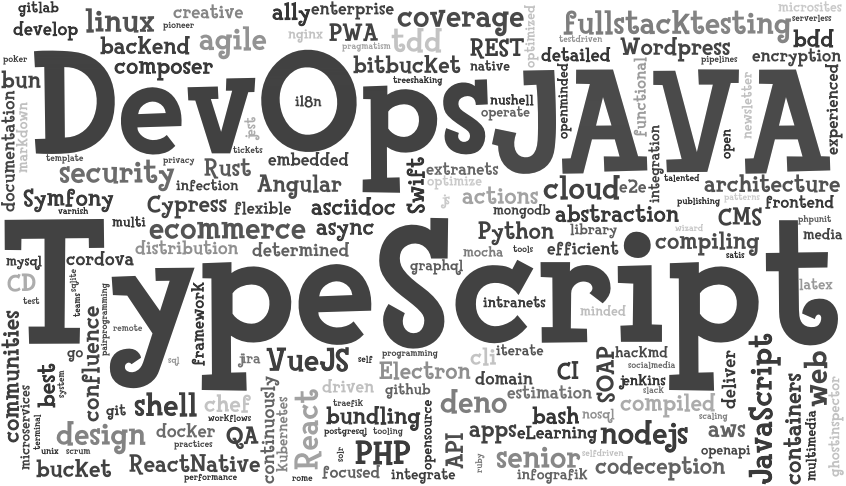 gitlab
develop
linux
pioneer
creative
ally
enterprise
coverage
fullstacktesting
microsites
serverless
backend
agile
nginx
PWA
pragmatism
tdd
REST
optimized
testdriven
detailed
Wordpress
pipelines
bdd
encryption
poker
bun
composer
bitbucket
treeshaking
native
DevOps
JAVA
i18n
nushell
operate
openminded
functional
newsletter
experienced
documentation
markdown
jest
tickets
template
security
privacy
infection
Rust
embedded
Angular
Swift
extranets
optimize
js
actions
mongodb
cloud
e2e
integration
talented
open
publishing
architecture
patterns
frontend
Symfony
varnish
multi
Cypress
flexible
asciidoc
ecommerce
async
abstraction
CMS
phpunit
media
distribution
determined
Python
library
wizard
mocha
tools
efficient
compiling
satis
mysql
cordova
graphql
CD
test
teams
sqlite
TypeScript
intranets
minded
latex
pairprogramming
remote
framework
communities
go
best
system
confluence
sql
jira
VueJS
self
programming
Electron
cli
iterate
CI
SOAP
hackmd
socialmedia
jenkins
slack
deliver
JavaScript
web
containers
multimedia
ghostinspector
microservices
terminal
git
shell
chef
workflows
continuously
kubernetes
React
driven
traefik
github
domain
estimation
compiled
scaling
bundling
opensource
deno
bash
nosql
design
docker
practices
QA
postgresql
tooling
API
apps
eLearning
nodejs
aws
openapi
unix
scrum
bucket
ReactNative
performance
rome
solr
PHP
focused
integrate
ruby
senior
selfdriven
infografik
codeception